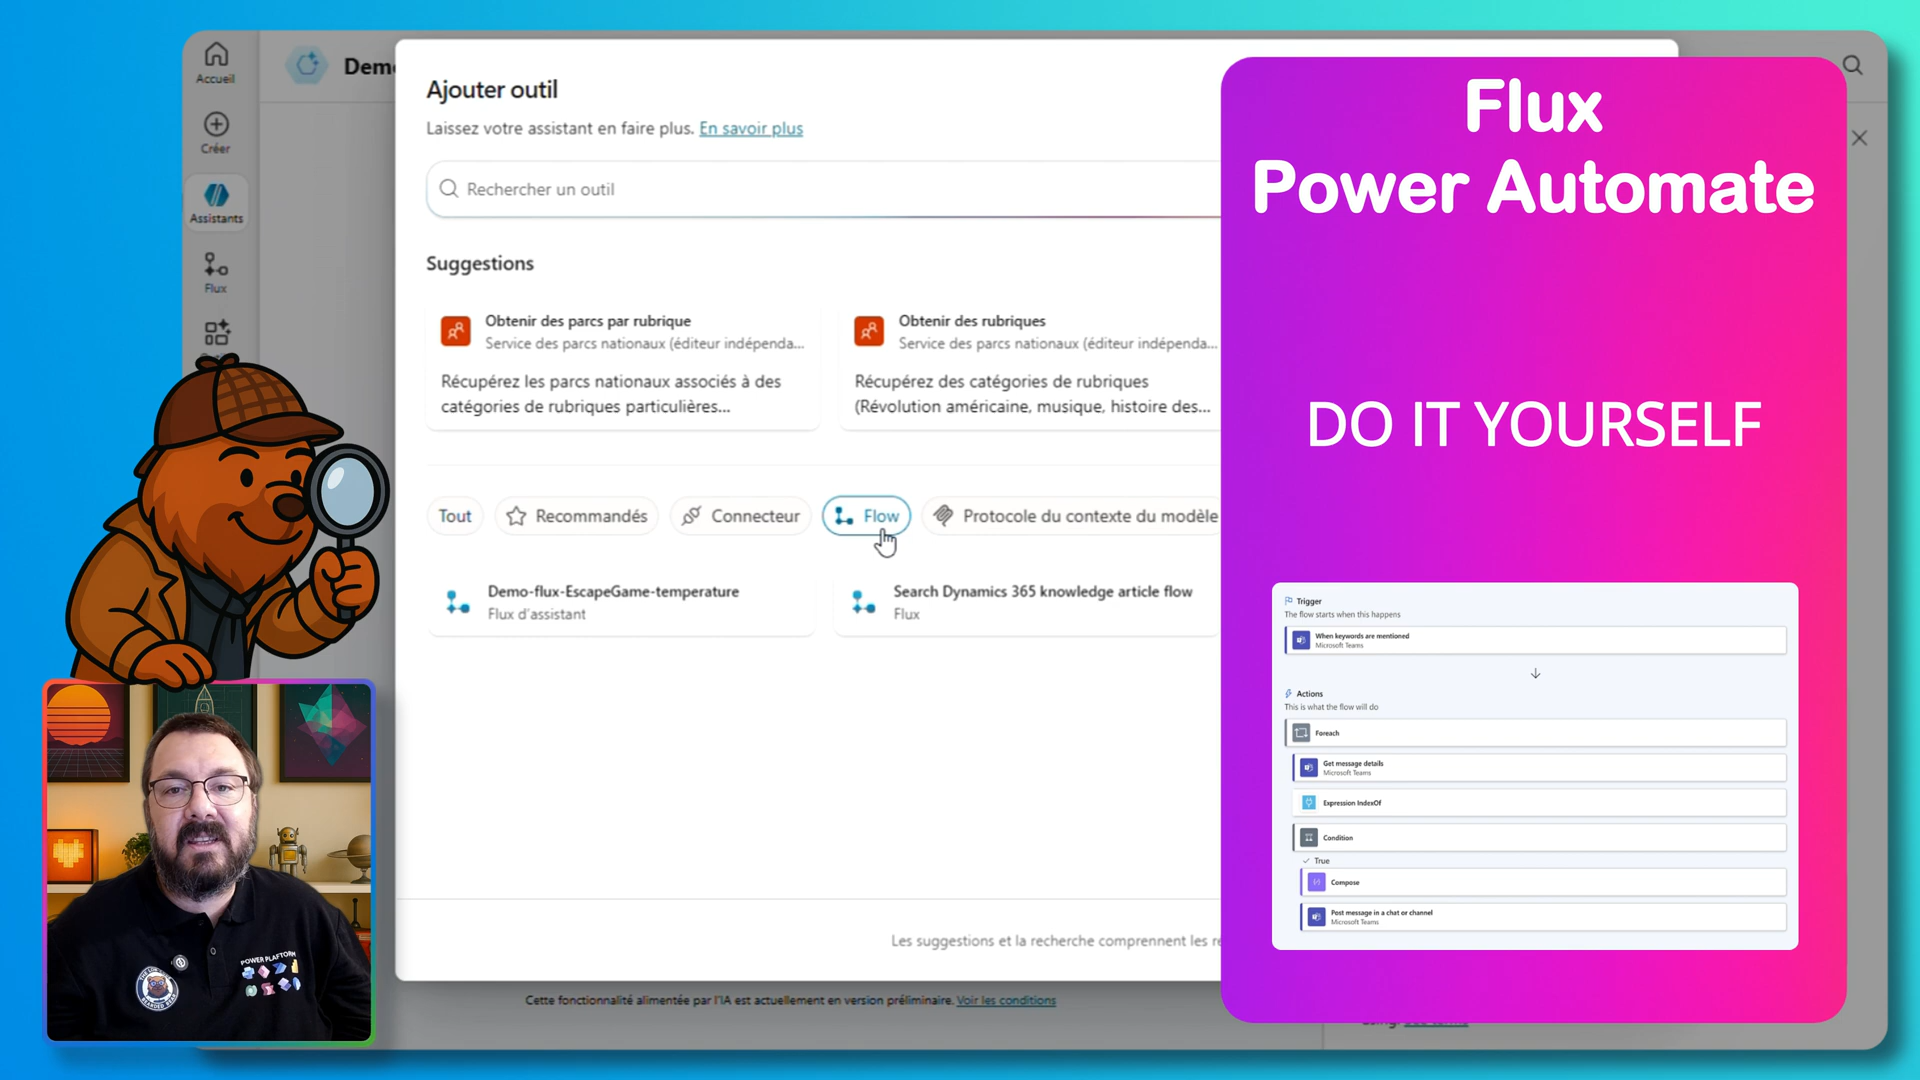 Accueil
Créer
Assistants
Flux
Ajouter outil
Laissez votre assistant en faire plus. En savoir plus
Rechercher un outil
Suggestions
Obtenir des parcs par rubrique
Service des parcs nationaux (éditeur indépenda...
Récupérez les parcs nationaux associés à des
catégories de rubriques particulières...
Obtenir des rubriques
Service des parcs nationaux (éditeur indépenda...
Récupérez des catégories de rubriques
(Révolution américaine, musique, histoire des...
Tout
Recommandés
Connecteur
Flow
Protocole du contexte du modèle
Demo-flux-EscapeGame-temperature
Flux d'assistant
Search Dynamics 365 knowledge article flow
Flux
Les suggestions et la recherche comprennent les
Cette fonctionnalité alimentée par l'IA est actuellement en version préliminaire. Voir les conditions
Flux
Power Automate
DO IT YOURSELF
Trigger
The flow starts when this happens
When keywords are mentioned
Microsoft Teams
Actions
This is what the flow will do
Foreach
Get message details
Microsoft Teams
Expression IndexOf
Condition
True
Compose
Post message in a chat or channel
Microsoft Teams
POWER PLAFTORM